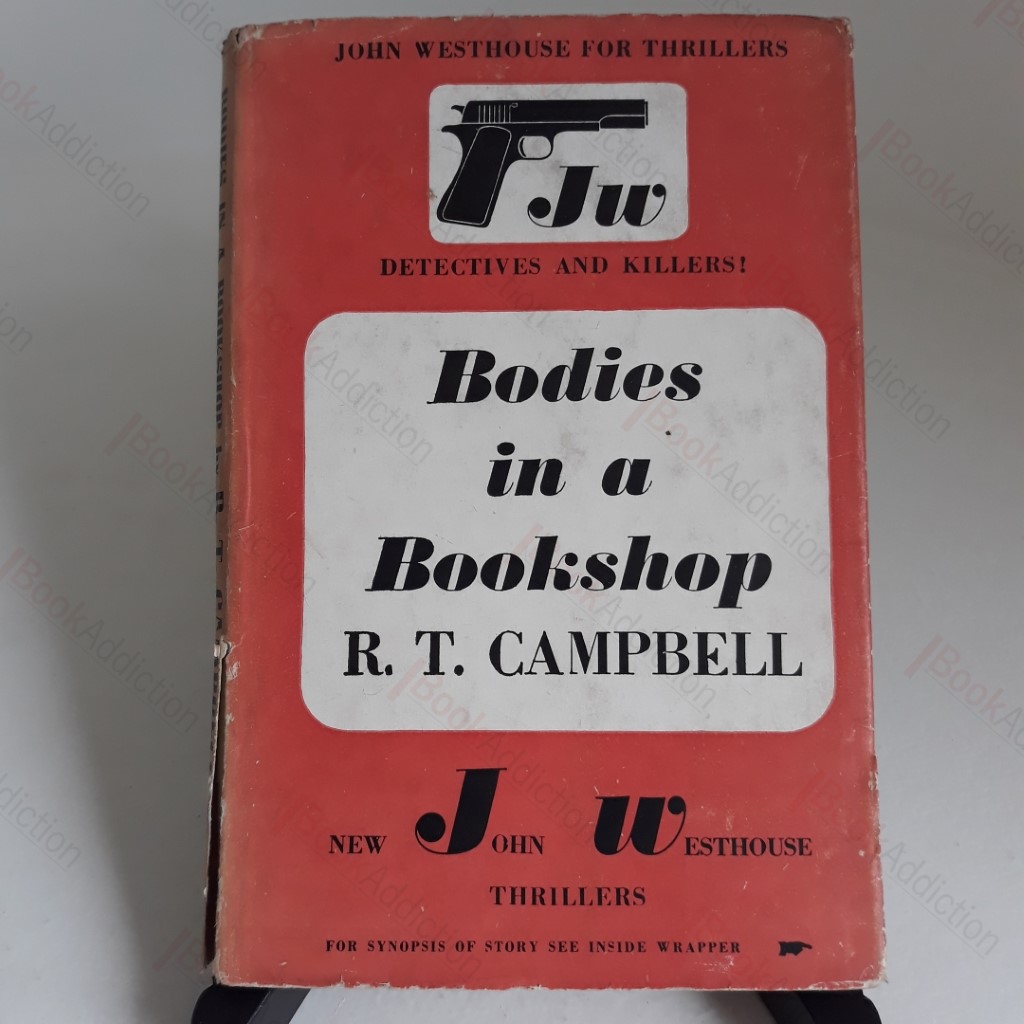 JOHN WESTHOUSE FOR THRILLERS
Jw
DETECTIVES AND KILLERS!
Bodies
in a
Bookshop
R. T. CAMPBELL
NEW JOHN WESTHOUSE
THRILLERS
FOR SYNOPSIS OF STORY SEE INSIDE WRAPPER
BookAddiction